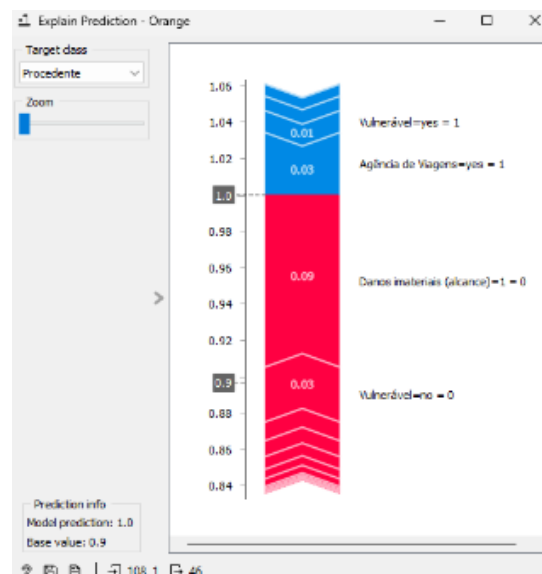 Explain Prediction - Orange
Target class
Procedente
Zoom
1.06
1.04
1.02
1.0
0.98
0.96
0.94
0.92
0.9
0.88
0.86
0.84
0.01
0.03
0.09
0.03
Vulnerável=yes = 1
Agência de Viagens=yes = 1
Danos imateriais (alcance)=1 = 0
Vulnerável=no = 0
Prediction info
Model prediction: 1.0
Base value: 0.9
108 1
46